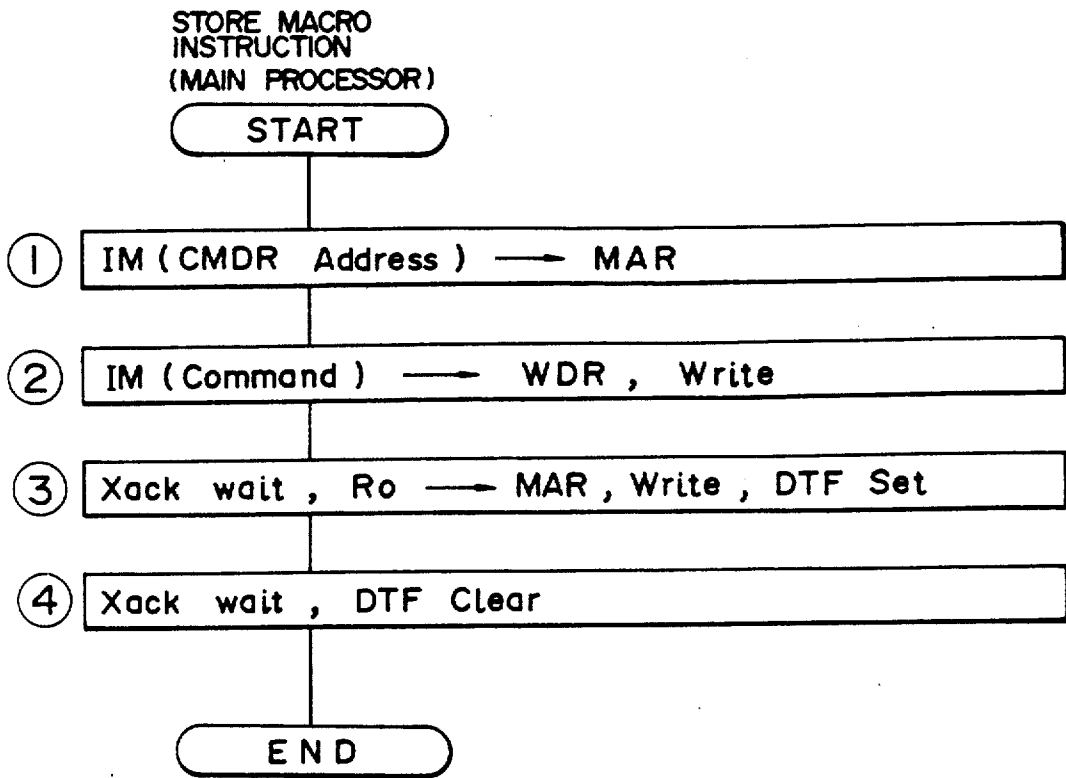 STORE MACRO
INSTRUCTION
(MAIN PROCESSOR)
START
① IM (CMDR Address) → MAR
② IM (Command) → WDR, Write
③ Xack wait, Ro → MAR, Write, DTF Set
④ Xack wait, DTF Clear
END